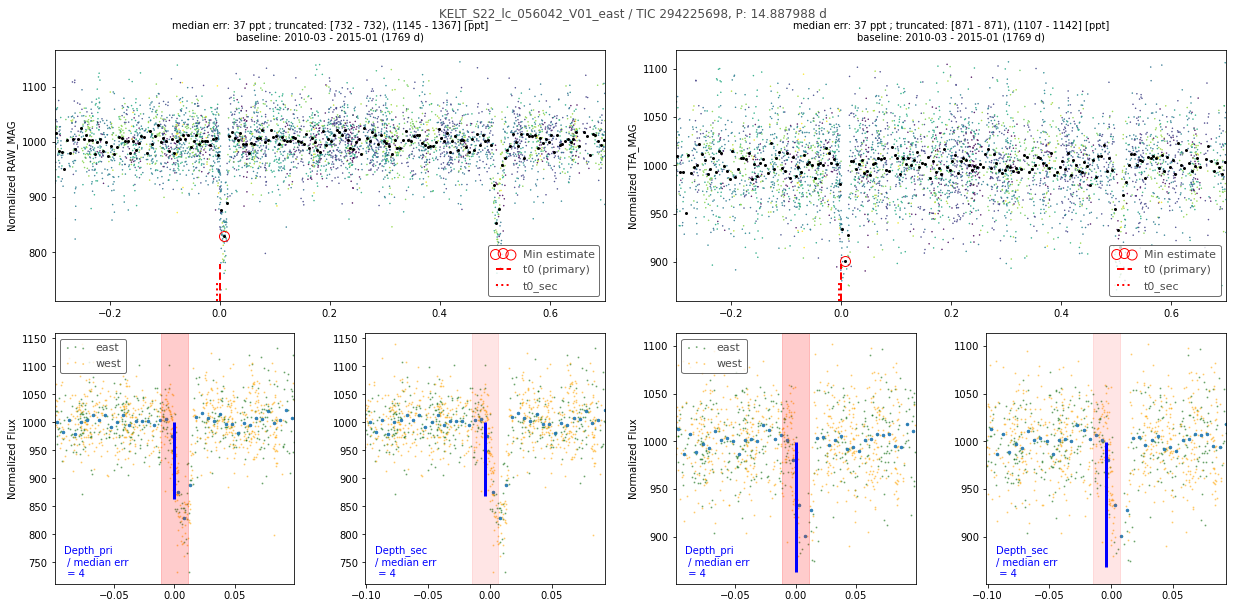 KELT_S22_lc_056042_V01_east / TIC 294225698, P: 14.887988 d
median err: 37 ppt ; truncated: [732 - 732), (1145 - 1367] [ppt]
baseline: 2010-03 - 2015-01 (1769 d)
median err: 37 ppt ; truncated: [871 - 871), (1107 - 1142] [ppt]
baseline: 2010-03 - 2015-01 (1769 d)
Normalized RAW_MAG
1100
1000
900
800
−0.2
0.0
0.2
0.4
0.6
Min estimate
t0 (primary)
t0_sec
Normalized TFA_MAG
1100
1050
1000
950
900
−0.2
0.0
0.2
0.4
0.6
Min estimate
t0 (primary)
t0_sec
Normalized Flux
1150
1100
1050
1000
950
900
850
800
750
−0.05
0.00
0.05
east
west
Depth_pri
/ median err
= 4
1150
1100
1050
1000
950
900
850
800
750
−0.10
−0.05
0.00
0.05
Depth_sec
/ median err
= 4
Normalized Flux
1100
1050
1000
950
900
−0.05
0.00
0.05
east
west
Depth_pri
/ median err
= 4
1100
1050
1000
950
900
−0.10
−0.05
0.00
0.05
Depth_sec
/ median err
= 4